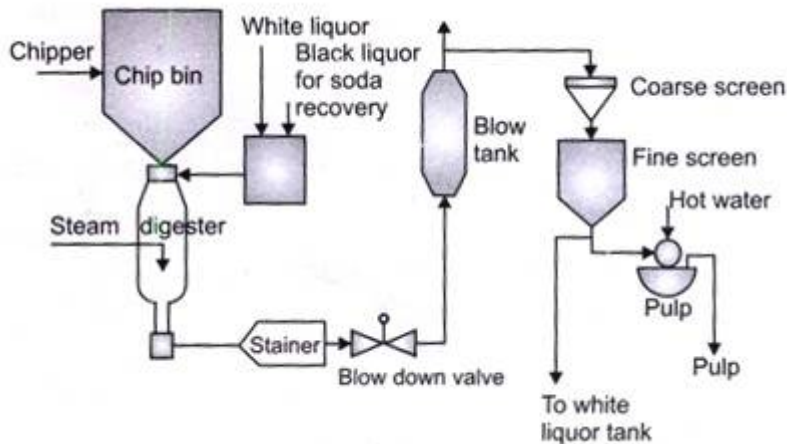 Chipper
Chip bin
White liquor
Black liquor
for soda
recovery
Steam digester
Stainer
Blow down valve
Blow
tank
Coarse screen
Fine screen
Hot water
Pulp
Pulp
To white
liquor tank